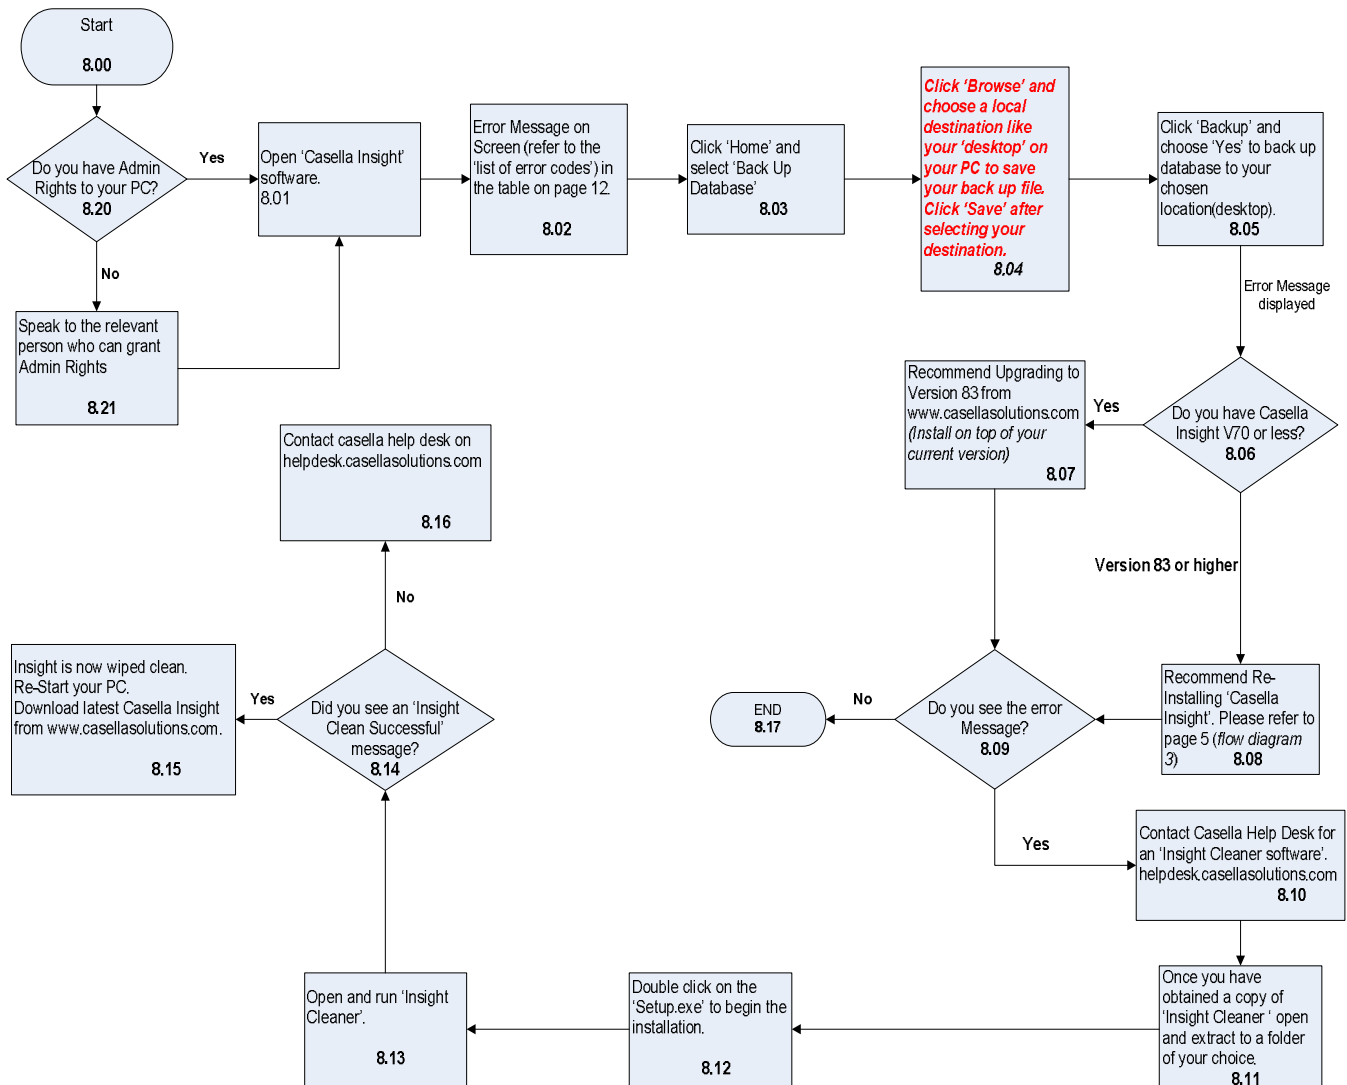 Start
8.00
Do you have Admin
Rights to your PC?
8.20
Yes
No
Speak to the relevant
person who can grant
Admin Rights
8.21
Open ‘Casella Insight’
software.
8.01
Error Message on
Screen (refer to the
‘list of error codes’) in
the table on page 12.
8.02
Click ‘Home’ and
select ‘Back Up
Database’
8.03
Click ‘Browse’ and
choose a local
destination like
your ‘desktop’ on
your PC to save
your back up file.
Click ‘Save’ after
selecting your
destination.
8.04
Click ‘Backup’ and
choose ‘Yes’ to back up
database to your
chosen
location(desktop).
8.05
Error Message
displayed
Do you have Casella
Insight V70 or less?
8.06
Yes
Recommend Upgrading to
Version 83 from
www.casellasolutions.com
(Install on top of your
current version)
8.07
Version 83 or higher
Recommend Re-
Installing ‘Casella
Insight’. Please refer to
page 5 (flow diagram
3)
8.08
Do you see the error
Message?
8.09
No
END
8.17
Yes
Contact Casella Help Desk for
an ‘Insight Cleaner software’.
helpdesk.casellasolutions.com
8.10
Once you have
obtained a copy of
‘Insight Cleaner ‘ open
and extract to a folder
of your choice.
8.11
Double click on the
‘Setup.exe’ to begin the
installation.
8.12
Open and run ‘Insight
Cleaner’.
8.13
Did you see an ‘Insight
Clean Successful’
message?
8.14
Yes
Insight is now wiped clean.
Re-Start your PC.
Download latest Casella Insight
from www.casellasolutions.com.
8.15
No
Contact casella help desk on
helpdesk.casellasolutions.com
8.16